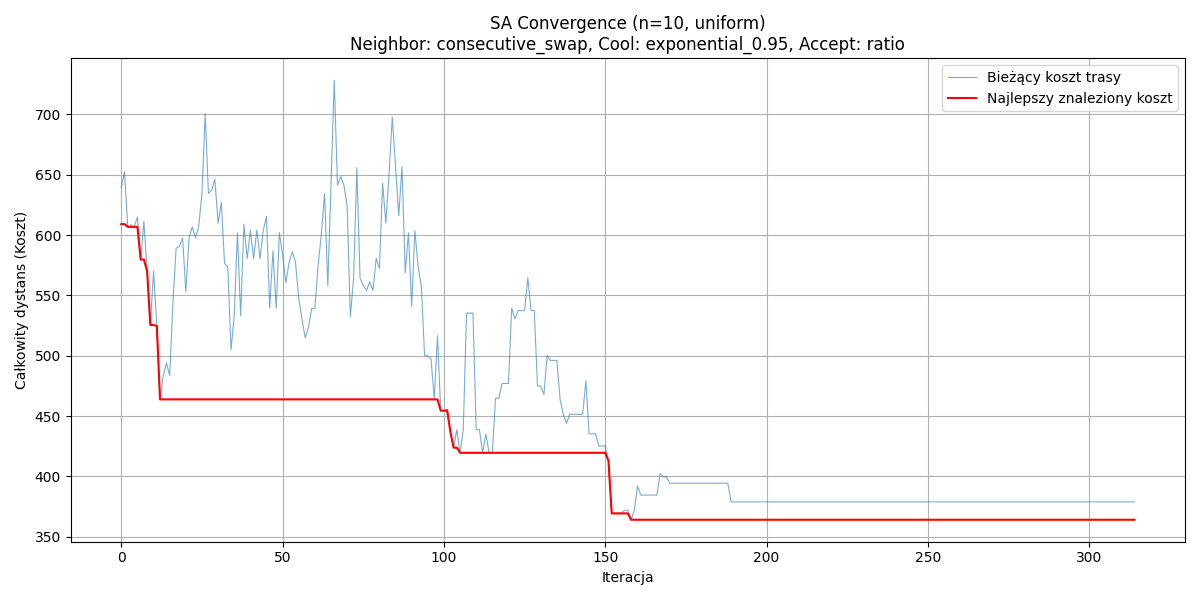 SA Convergence (n=10, uniform)
Neighbor: consecutive_swap, Cool: exponential_0.95, Accept: ratio
Bieżący koszt trasy
Najlepszy znaleziony koszt
Całkowity dystans (Koszt)
700
650
600
550
500
450
400
350
0 50 100 150 200 250 300
Iteracja